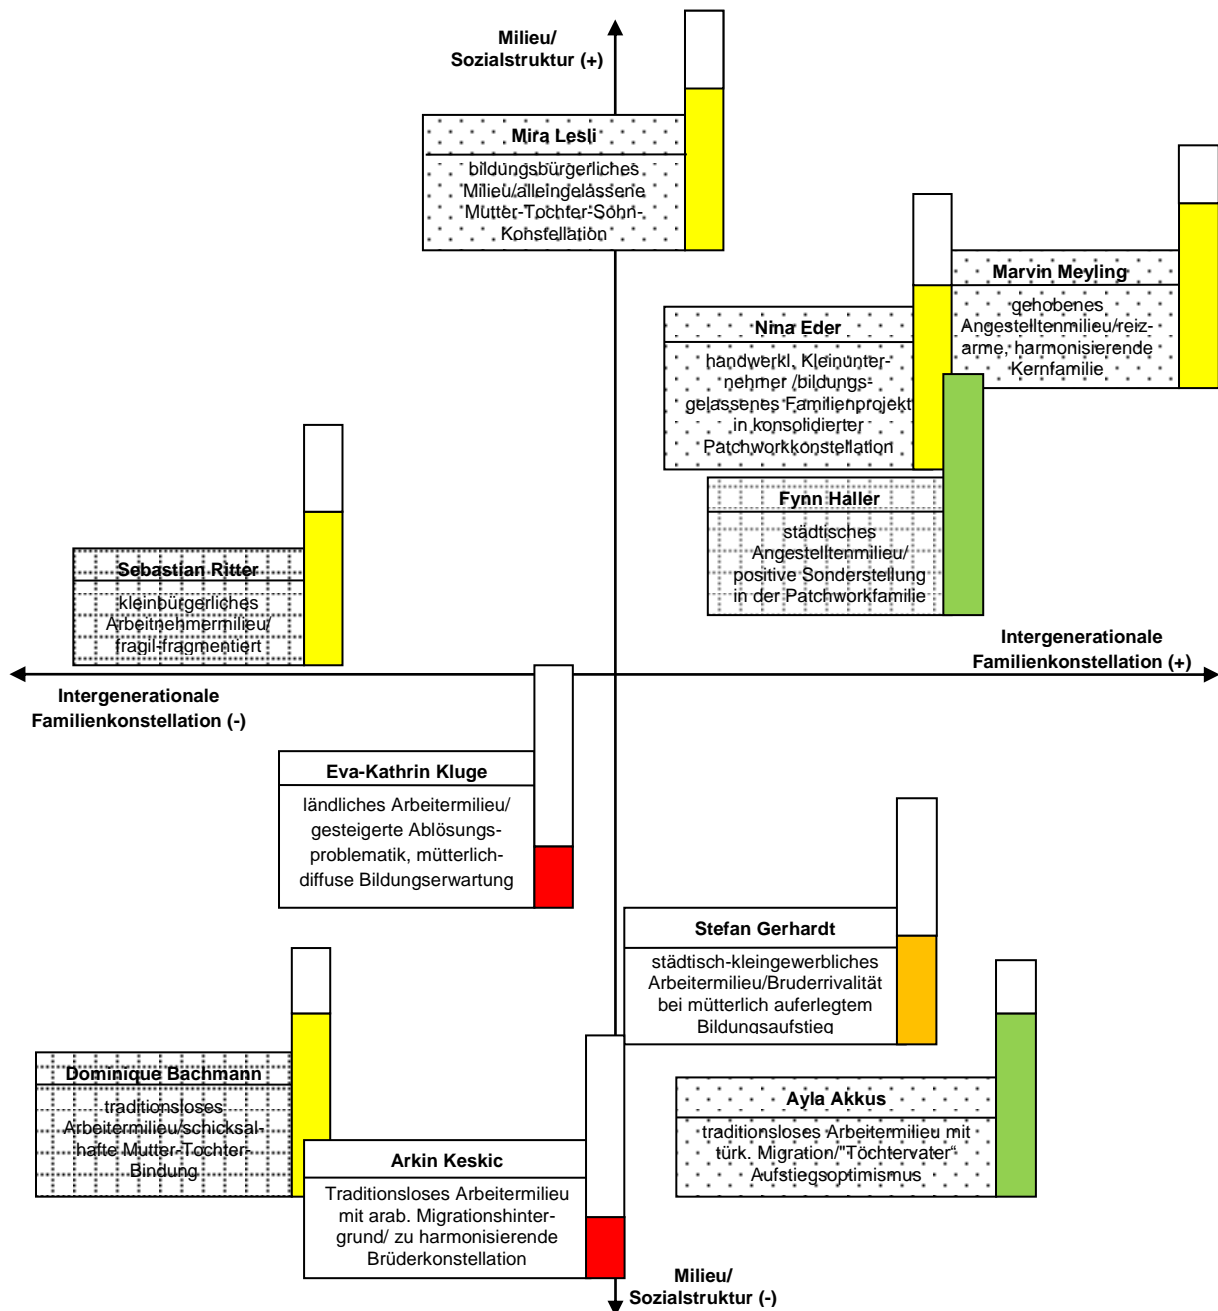 Milieu/
Sozialstruktur (+)
Mira Lesli
bildungsbürgerliches
Milieu/alleingelassene
Mutter-Tochter-Sohn-
Konstellation
Marvin Meyling
gehobenes
Angestelltenmilieu/reiz-
arme, harmonisierende
Kernfamilie
Nina Eder
handwerkl. Kleinunter-
nehmer /bildungs-
gelassenes Familienprojekt
in konsolidierter
Patchworkkonstellation
Fynn Haller
städtisches
Angestelltenmilieu/
positive Sonderstellung
in der Patchworkfamilie
Sebastian Ritter
kleinbürgerliches
Arbeitnehmermilieu/
fragil-fragmentiert
Intergenerationale
Familienkonstellation (+)
Intergenerationale
Familienkonstellation (-)
Eva-Kathrin Kluge
ländliches Arbeitermilieu/
gesteigerte Ablösungs-
problematik, mütterlich-
diffuse Bildungserwartung
Stefan Gerhardt
städtisch-kleingewerbliches
Arbeitermilieu/Bruderrivalität
bei mütterlich auferlegtem
Bildungsaufstieg
Dominique Bachmann
traditionsloses
Arbeitermilieu/schicksal-
hafte Mutter-Tochter-
Bindung
Ayla Akkus
traditionsloses Arbeitermilieu mit
türk. Migration/"Töchtervater“
Aufstiegsoptimismus
Arkin Keskic
Traditionsloses Arbeitermilieu
mit arab. Migrationshinter-
grund/ zu harmonisierende
Brüderkonstellation
Milieu/
Sozialstruktur (-)